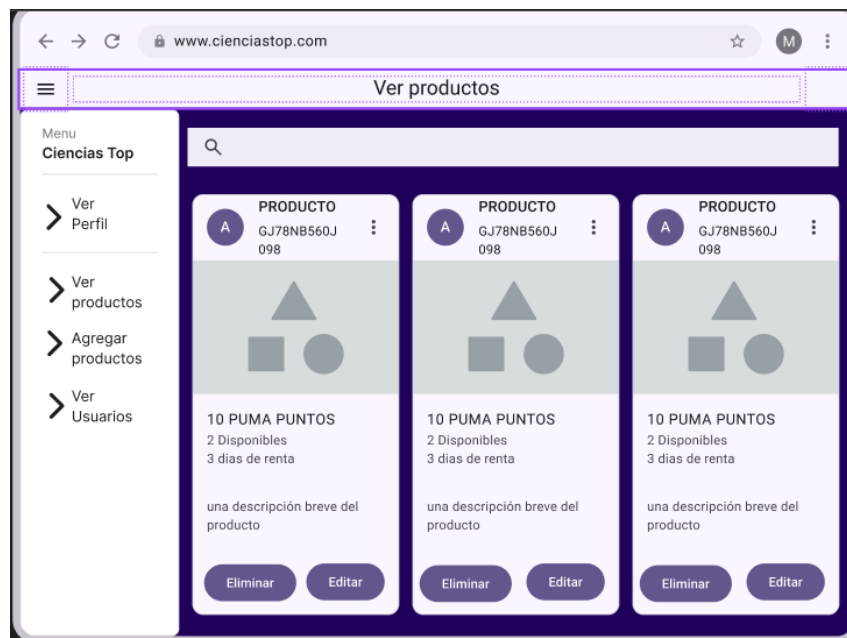 www.cienciastop.com
M
Ver productos
Menu
Ciencias Top
Ver
Perfil
Ver
productos
Agregar
productos
Ver
Usuarios
A
PRODUCTO
GJ78NB560J
098
10 PUMA PUNTOS
2 Disponibles
3 dias de renta
una descripción breve del
producto
Eliminar
Editar
A
PRODUCTO
GJ78NB560J
098
10 PUMA PUNTOS
2 Disponibles
3 dias de renta
una descripción breve del
producto
Eliminar
Editar
A
PRODUCTO
GJ78NB560J
098
10 PUMA PUNTOS
2 Disponibles
3 dias de renta
una descripción breve del
producto
Eliminar
Editar